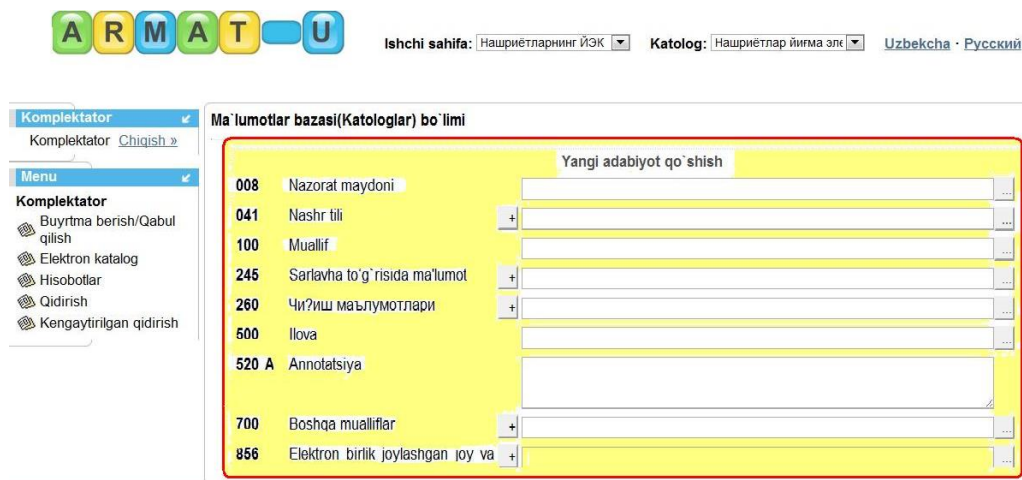 ARMAT-U
Ishchi sahifa: Нашриётларнинг ЙЭК Katolog: Нашриётлар йиғма эле Uzbekcha · Русский
Komplektator
Komplektator Chiqish »
Menu
Komplektator
Buyrtma berish/Qabul
qilish
Elektron katalog
Hisobotlar
Qidirish
Kengaytirilgan qidirish
Ma`lumotlar bazasi(Katologlar) bo`limi
Yangi adabiyot qo`shish
008 Nazorat maydoni ...
041 Nashr tili + ...
100 Muallif ...
245 Sarlavha to'g`risida ma'lumot + ...
260 Чи?иш маълумотлари + ...
500 Ilova ...
520 A Annotatsiya
700 Boshqa mualliflar + ...
856 Elektron birlik joylashgan joy va + ...